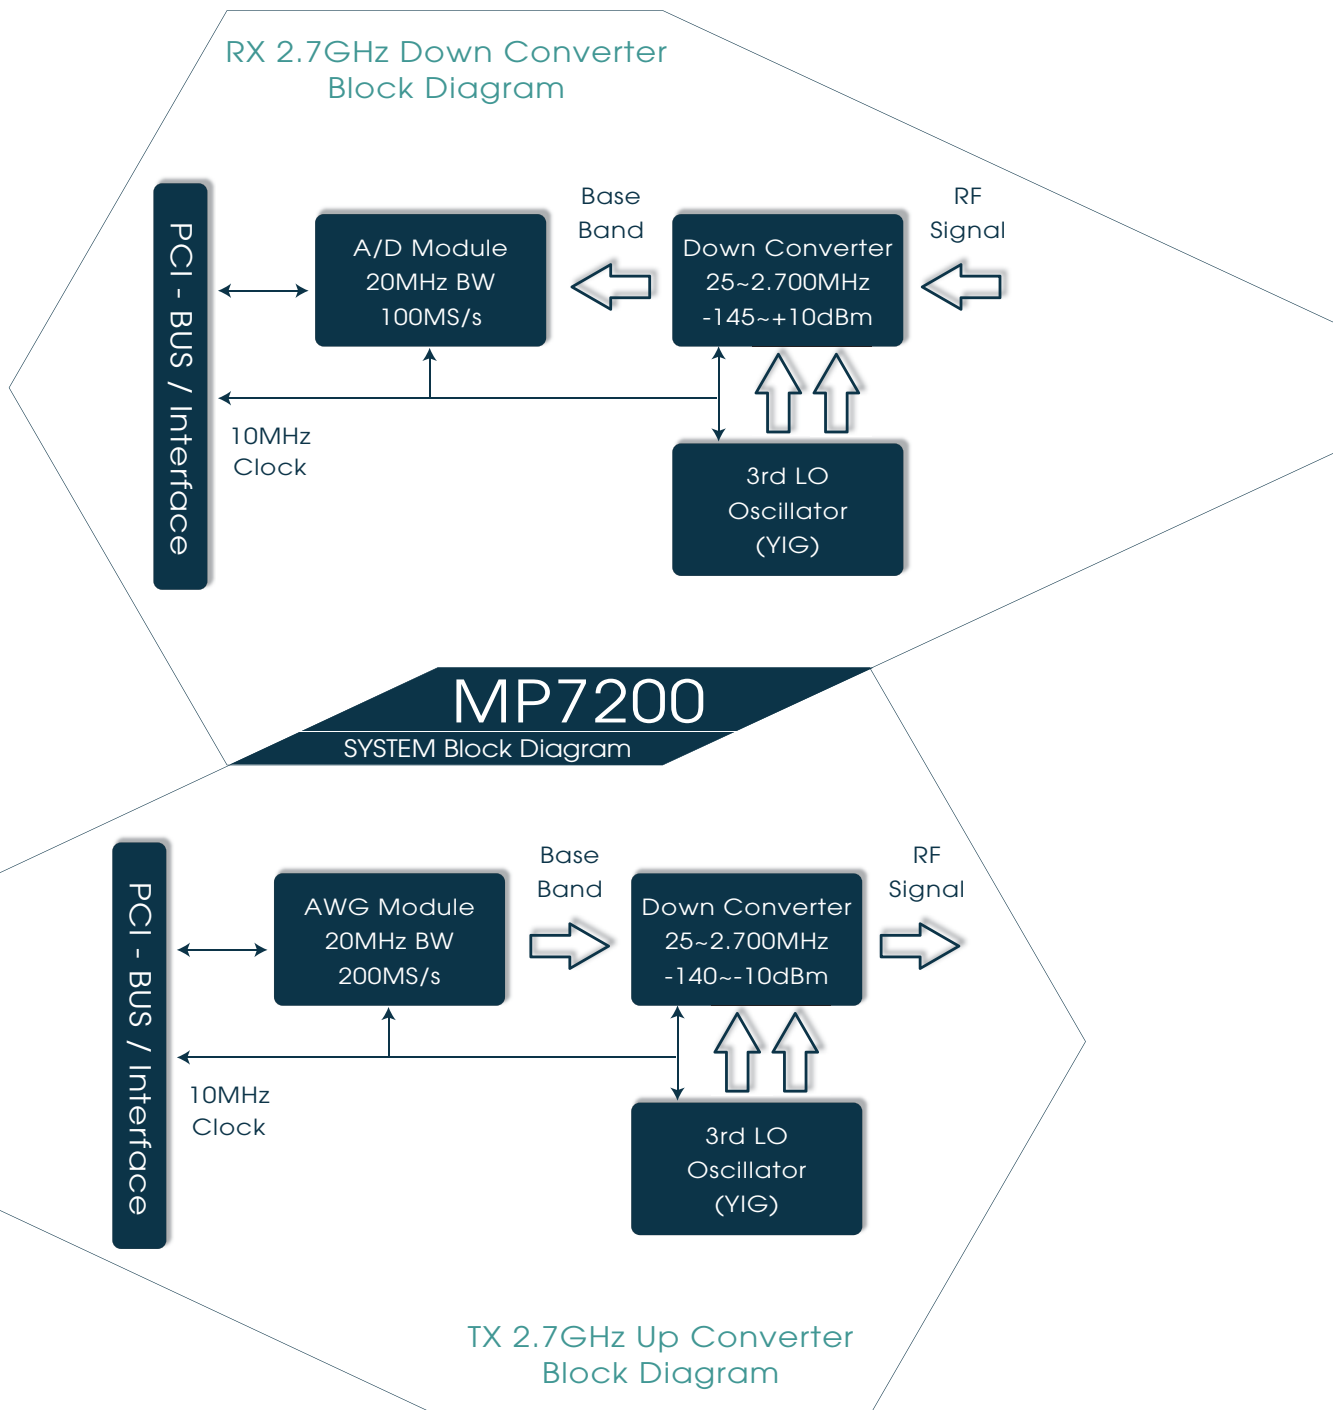 RX 2.7GHz Down Converter
Block Diagram
PCI - BUS / Interface
A/D Module
20MHz BW
100MS/s
Base
Band
Down Converter
25~2.700MHz
-145~+10dBm
RF
Signal
10MHz
Clock
3rd LO
Oscillator
(YIG)
MP7200
SYSTEM Block Diagram
PCI - BUS / Interface
AWG Module
20MHz BW
200MS/s
Base
Band
Down Converter
25~2.700MHz
-140~-10dBm
RF
Signal
10MHz
Clock
3rd LO
Oscillator
(YIG)
TX 2.7GHz Up Converter
Block Diagram